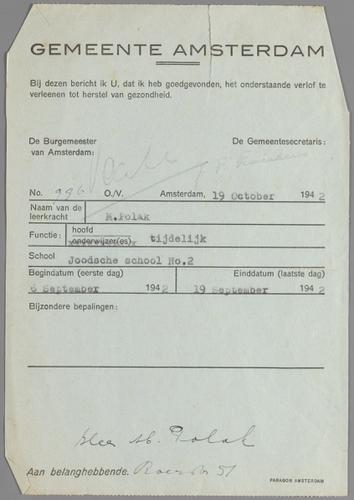 GEMEENTE AMSTERDAM
Bij dezen bericht ik U, dat ik heb goedgevonden, het onderstaande verlof te
verleenen tot herstel van gezondheid.
De Burgemeester
van Amsterdam:
De Gemeentesecretaris:
No. 996 O./V. Amsterdam, 19 October 1942
Naam van de
leerkracht
M.Polak
Functie: hoofd
onderwijzer(es) tijdelijk
School Joodsche school No.2
Begindatum (eerste dag) Einddatum (laatste dag)
6 September 1942 19 September 1942
Bijzondere bepalingen:
M. Polak
Aan belanghebbende. 51
PARAGON AMSTERDAM